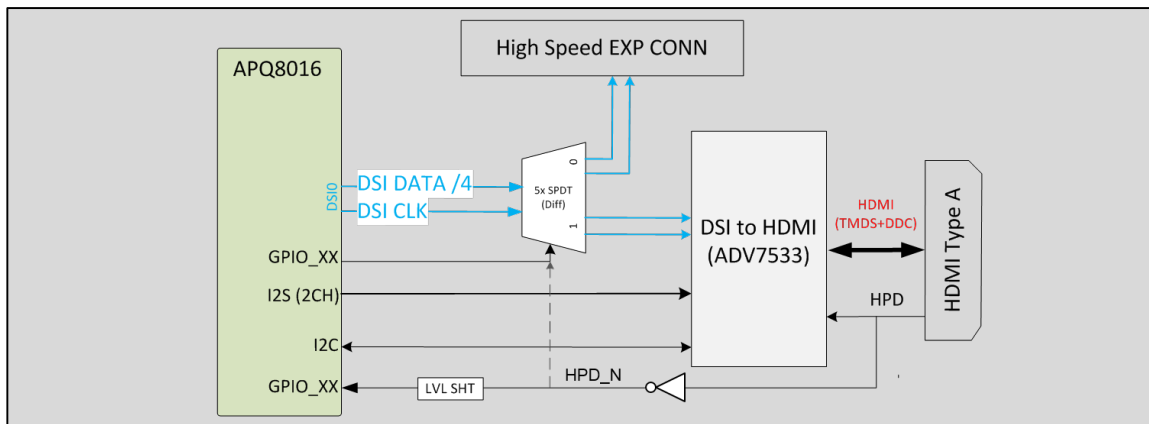 High Speed EXP CONN
APQ8016
DSI0
DSI DATA /4
DSI CLK
5x SPDT
(Diff)
0
1
DSI to HDMI
(ADV7533)
HDMI
(TMDS+DDC)
HDMI Type A
GPIO_XX
I2S (2CH)
HPD
I2C
GPIO_XX
LVL SHT
HPD_N